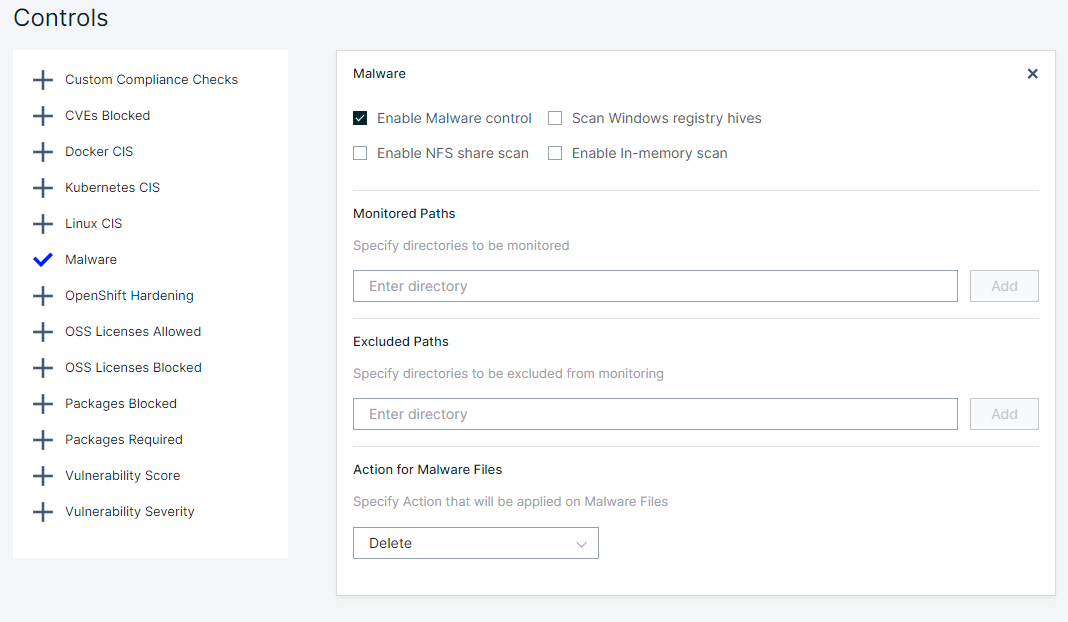 Controls
Custom Compliance Checks
CVEs Blocked
Docker CIS
Kubernetes CIS
Linux CIS
Malware
OpenShift Hardening
OSS Licenses Allowed
OSS Licenses Blocked
Packages Blocked
Packages Required
Vulnerability Score
Vulnerability Severity
Malware
Enable Malware control Scan Windows registry hives
Enable NFS share scan Enable In-memory scan
Monitored Paths
Specify directories to be monitored
Enter directory Add
Excluded Paths
Specify directories to be excluded from monitoring
Enter directory Add
Action for Malware Files
Specify Action that will be applied on Malware Files
Delete